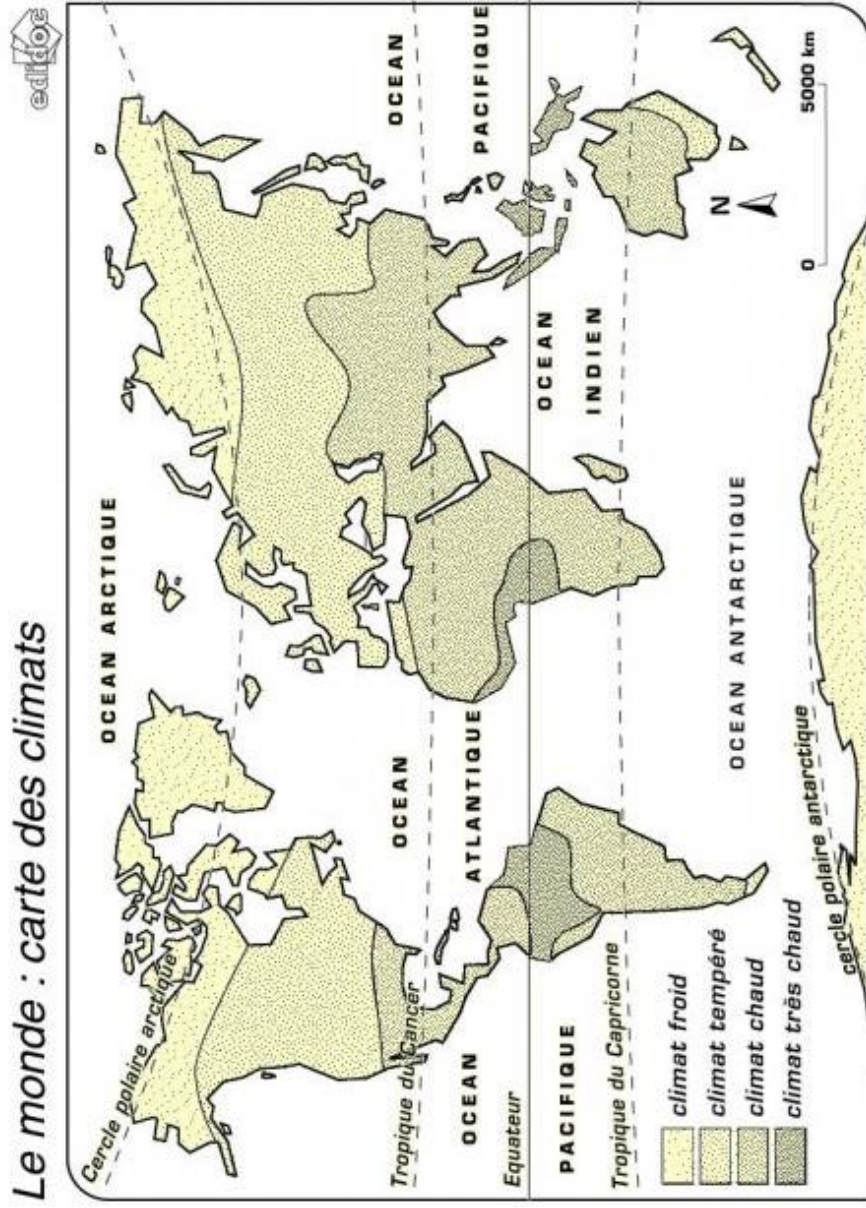 Le monde : carte des climats
edidoc
OCEAN ARCTIQUE
Cercle polaire arctique
OCEAN
ATLANTIQUE
OCEAN
PACIFIQUE
Tropique du Cancer
OCEAN
PACIFIQUE
Equateur
OCEAN
INDIEN
Tropique du Capricorne
OCEAN ANTARCTIQUE
cercle polaire antarctique
climat froid
climat tempéré
climat chaud
climat très chaud
N
0
5000 km